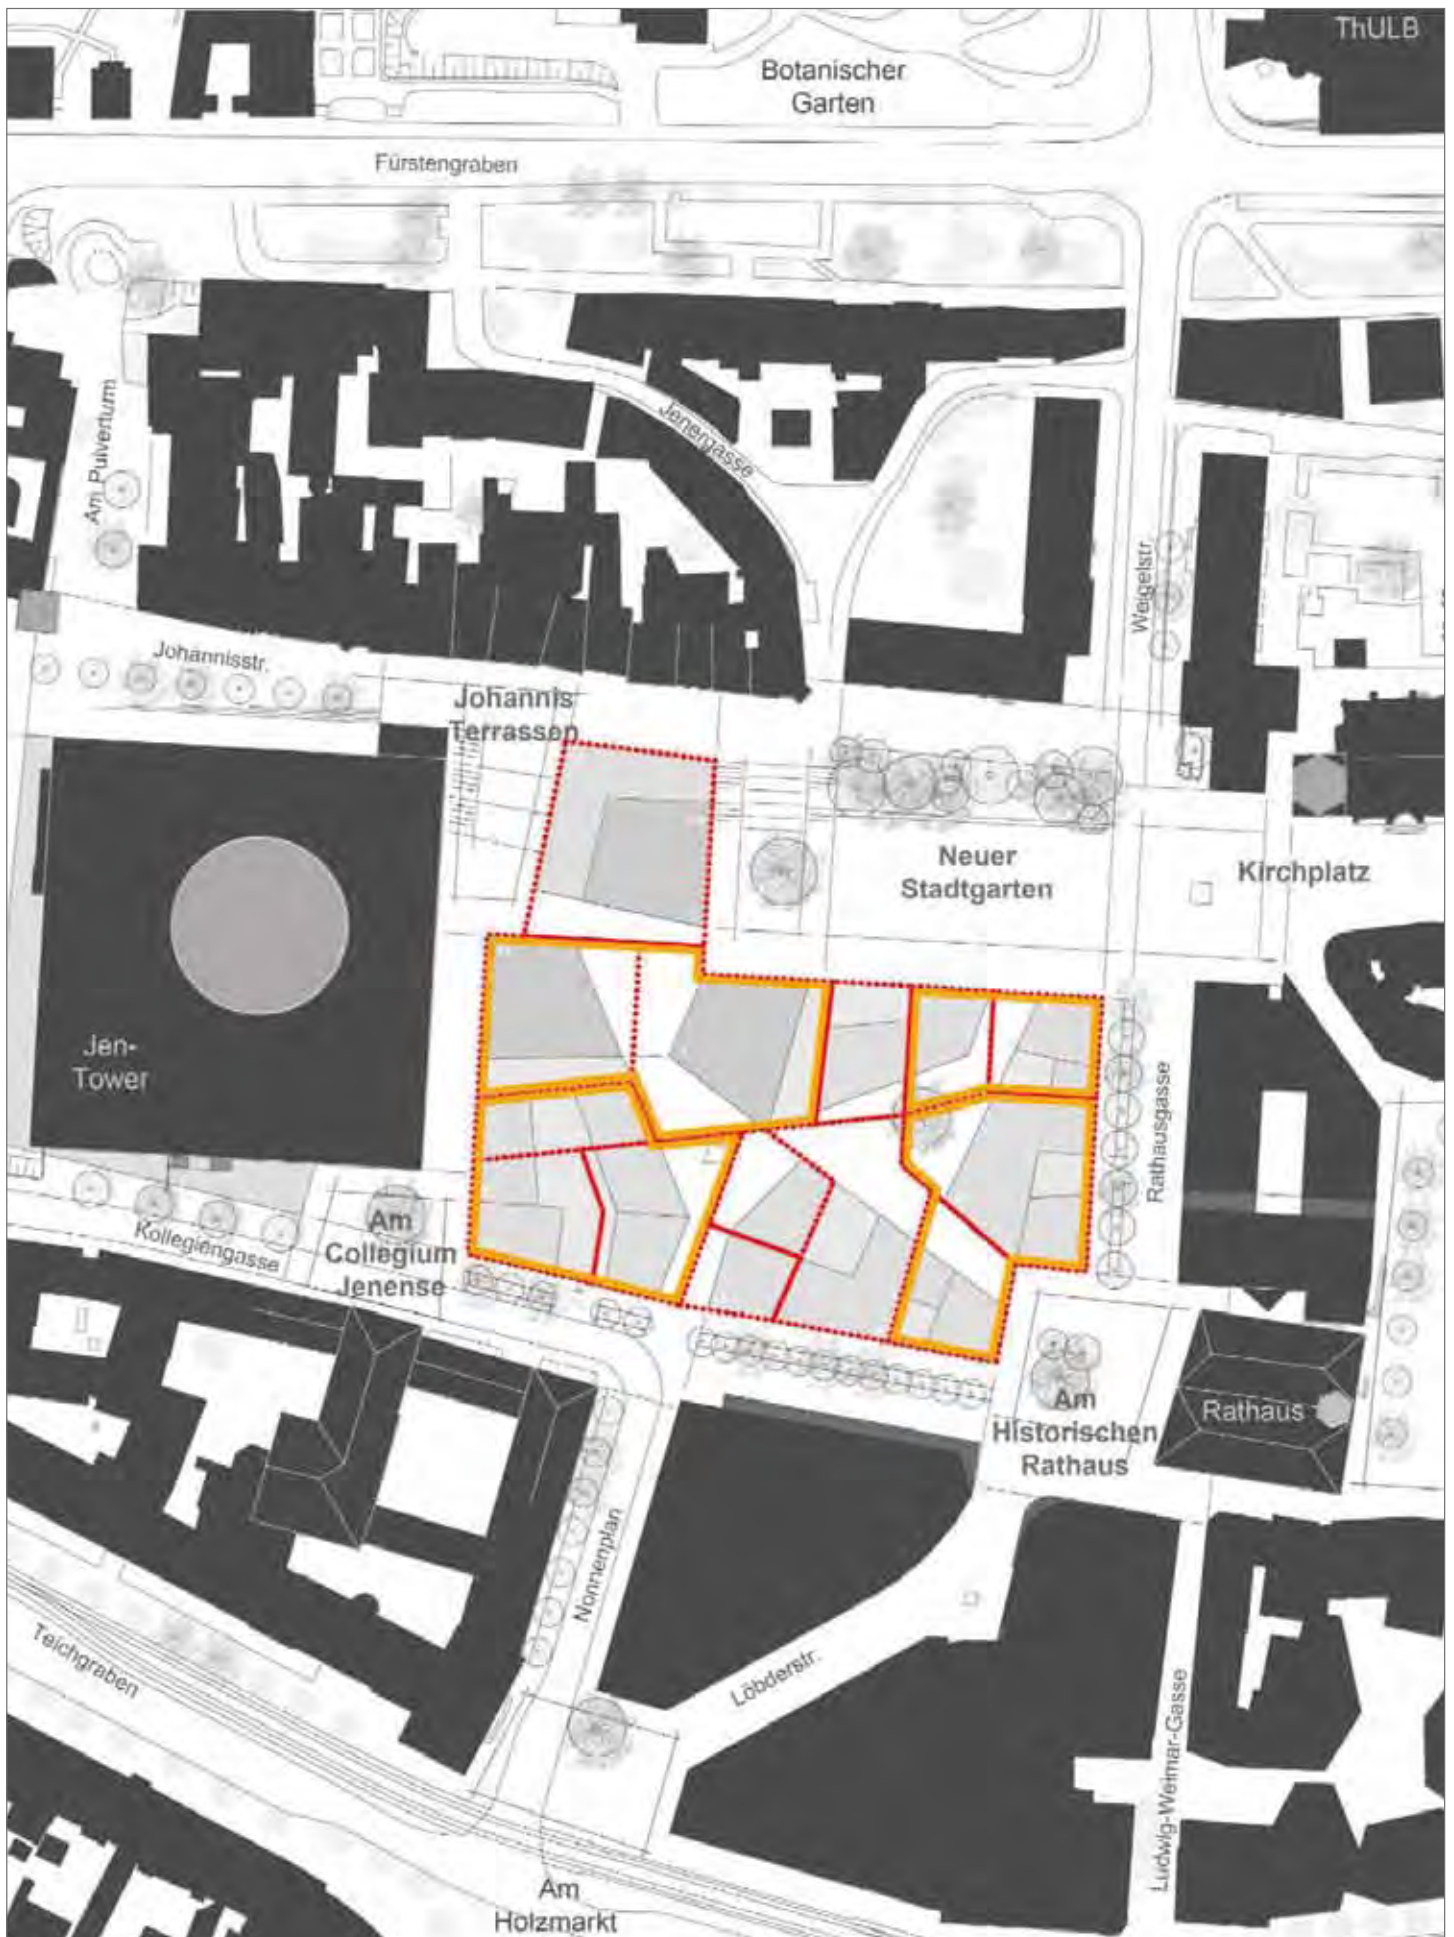 ThULB
Botanischer
Garten
Fürstengraben
Am Pulverturm
Jenergasse
Weigelstr.
Johannisstr.
Johannis
Terrassen
Neuer
Stadtgarten
Kirchplatz
Jen-
Tower
Rathausgasse
Am
Collegium
Jenense
Kollegiengasse
Rathaus
Am
Historischen
Rathaus
Nonnenplan
Löbderstr.
Teichgraben
Ludwig-Weimar-Gasse
Am
Holzmarkt